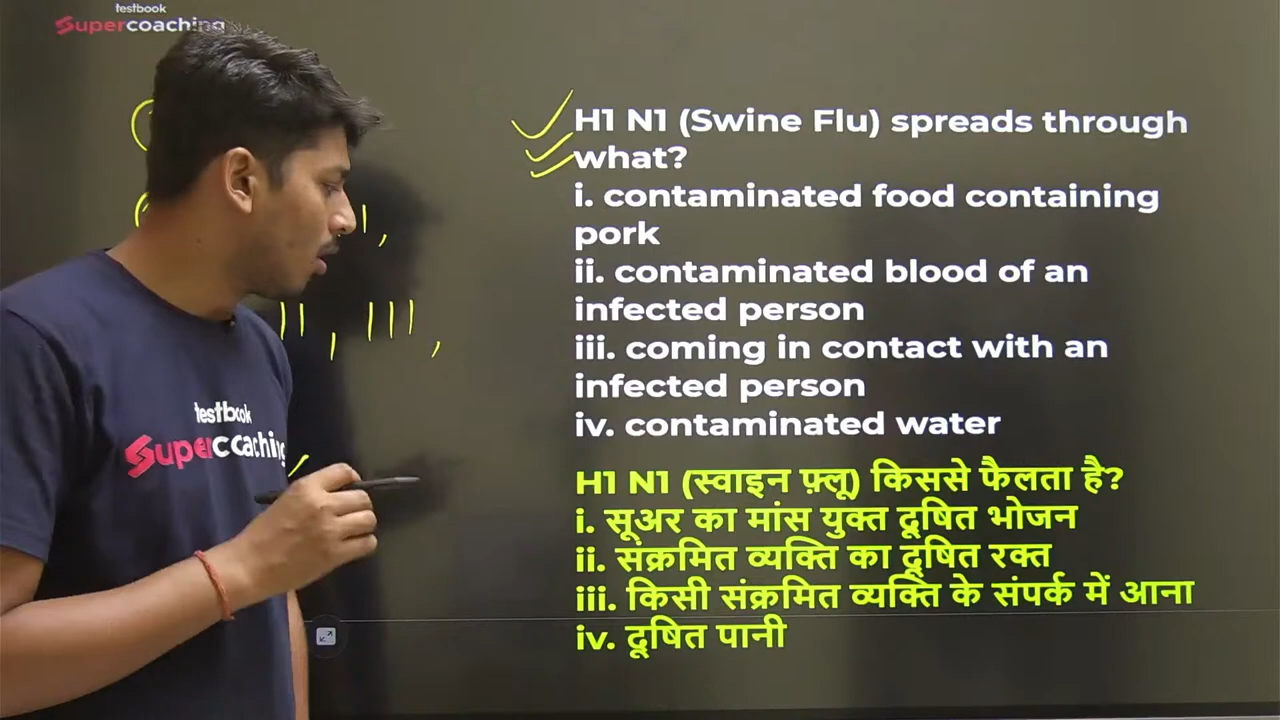 testbook
Supercoaching
H1 N1 (Swine Flu) spreads through
what?
i. contaminated food containing
pork
ii. contaminated blood of an
infected person
iii. coming in contact with an
infected person
iv. contaminated water
H1 N1 (स्वाइन फ़्लू) किससे फैलता है?
i. सूअर का मांस युक्त दूषित भोजन
ii. संक्रमित व्यक्ति का दूषित रक्त
iii. किसी संक्रमित व्यक्ति के संपर्क में आना
iv. दूषित पानी
testbook
Supercoaching